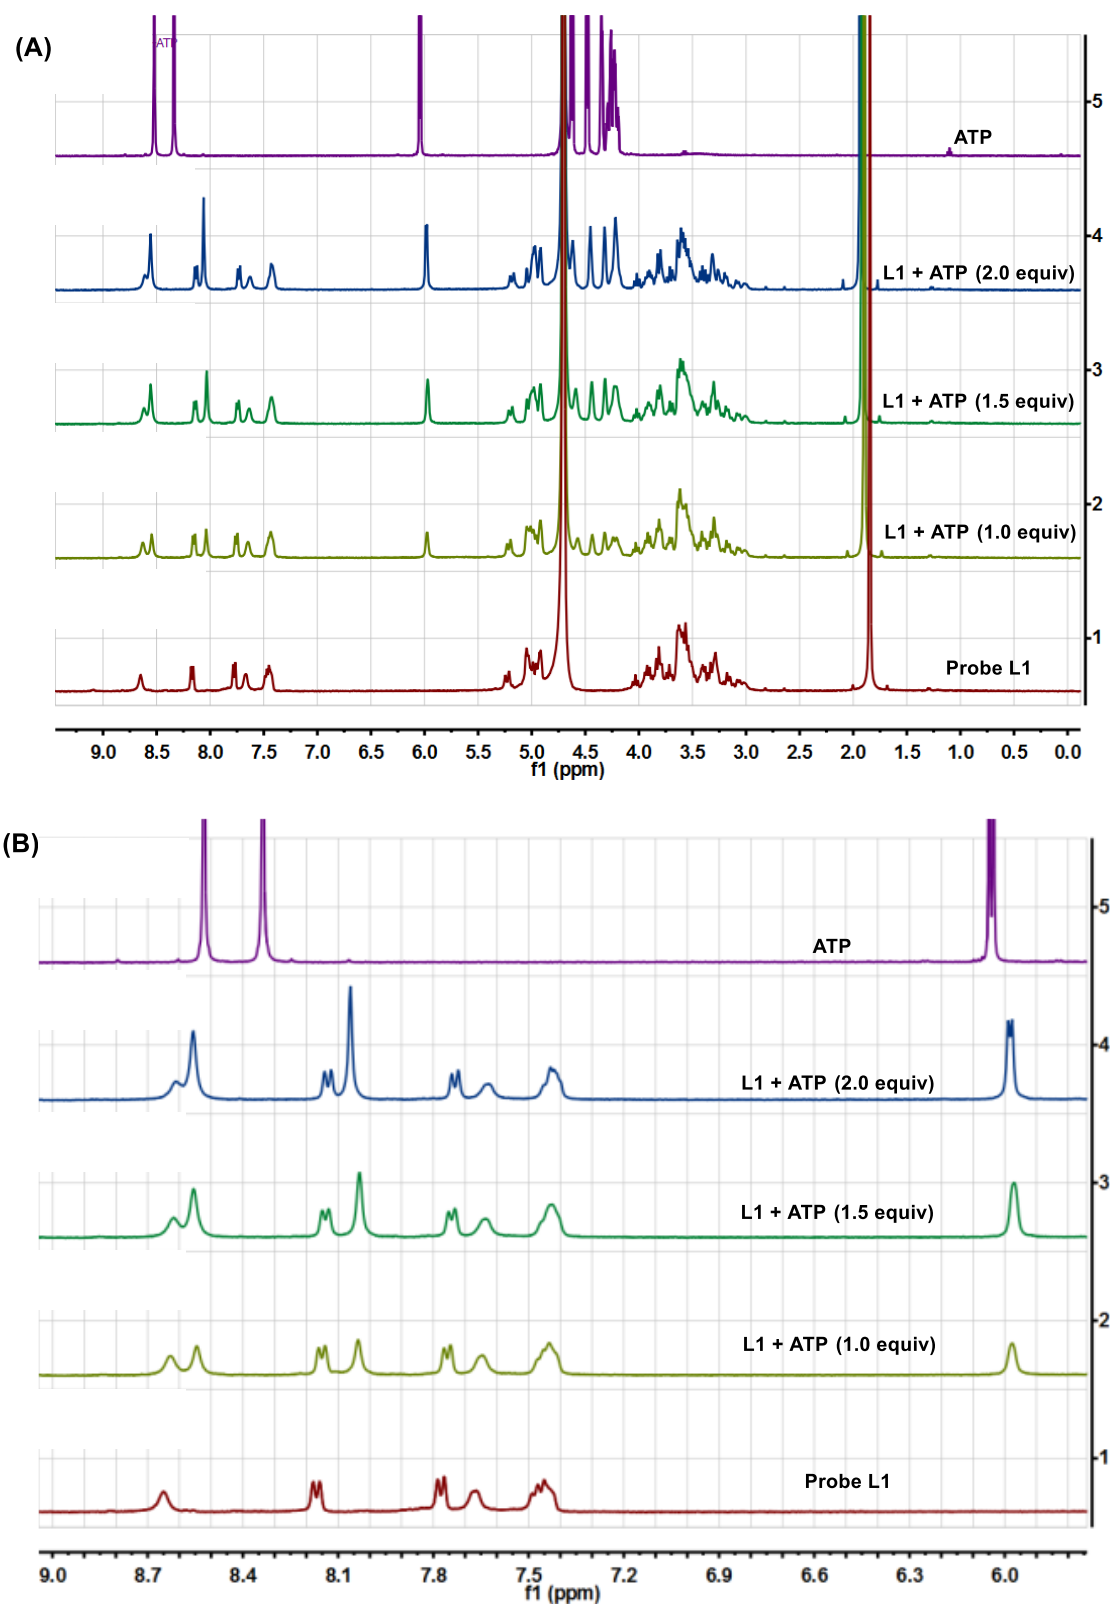 (A)
ATP
5
ATP
4
L1 + ATP (2.0 equiv)
3
L1 + ATP (1.5 equiv)
2
L1 + ATP (1.0 equiv)
1
Probe L1
9.0 8.5 8.0 7.5 7.0 6.5 6.0 5.5 5.0 4.5 4.0 3.5 3.0 2.5 2.0 1.5 1.0 0.5 0.0
f1 (ppm)
(B)
5
ATP
4
L1 + ATP (2.0 equiv)
3
L1 + ATP (1.5 equiv)
2
L1 + ATP (1.0 equiv)
1
Probe L1
9.0 8.7 8.4 8.1 7.8 7.5 7.2 6.9 6.6 6.3 6.0
f1 (ppm)